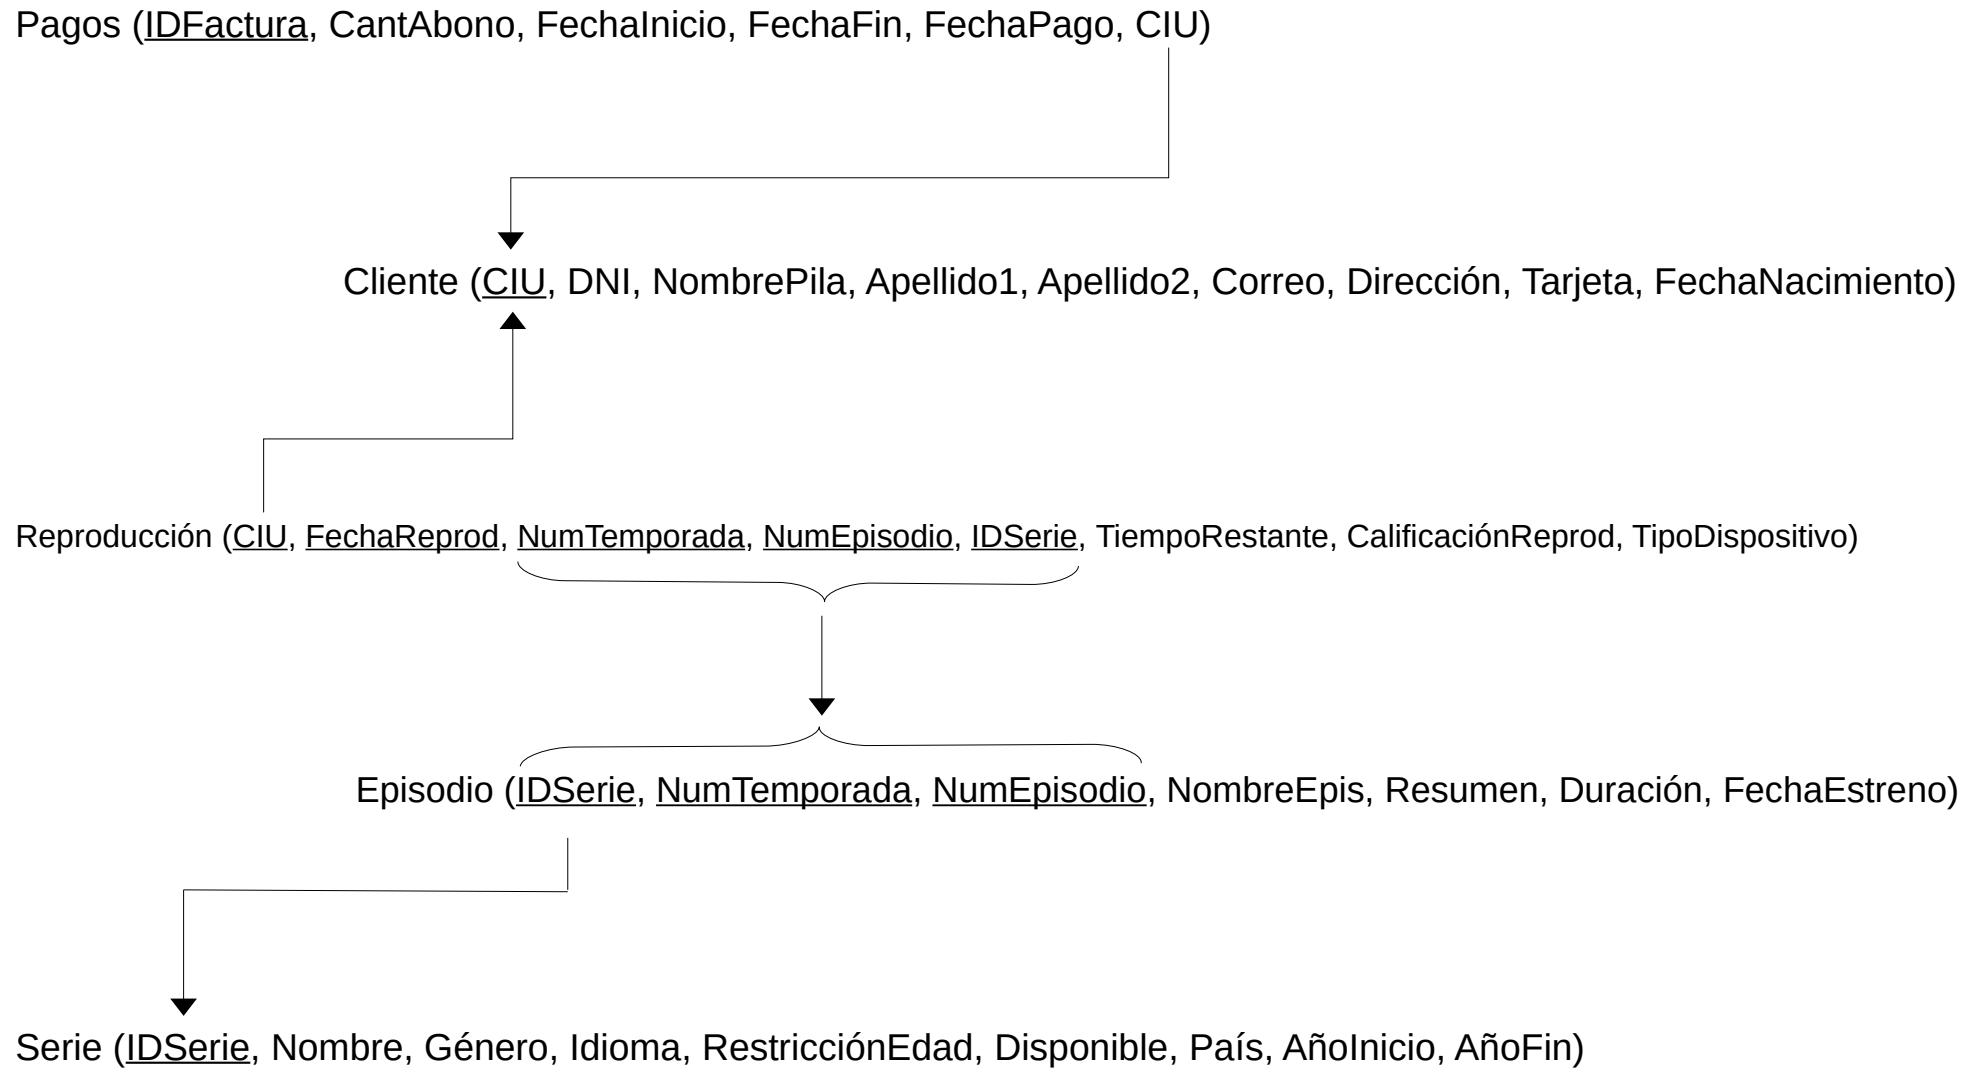 Pagos (IDFactura, CantAbono, FechaInicio, FechaFin, FechaPago, CIU)
Cliente (CIU, DNI, NombrePila, Apellido1, Apellido2, Correo, Dirección, Tarjeta, FechaNacimiento)
Reproducción (CIU, FechaReprod, NumTemporada, NumEpisodio, IDSerie, TiempoRestante, CalificaciónReprod, TipoDispositivo)
Episodio (IDSerie, NumTemporada, NumEpisodio, NombreEpis, Resumen, Duración, FechaEstreno)
Serie (IDSerie, Nombre, Género, Idioma, RestricciónEdad, Disponible, País, AñoInicio, AñoFin)